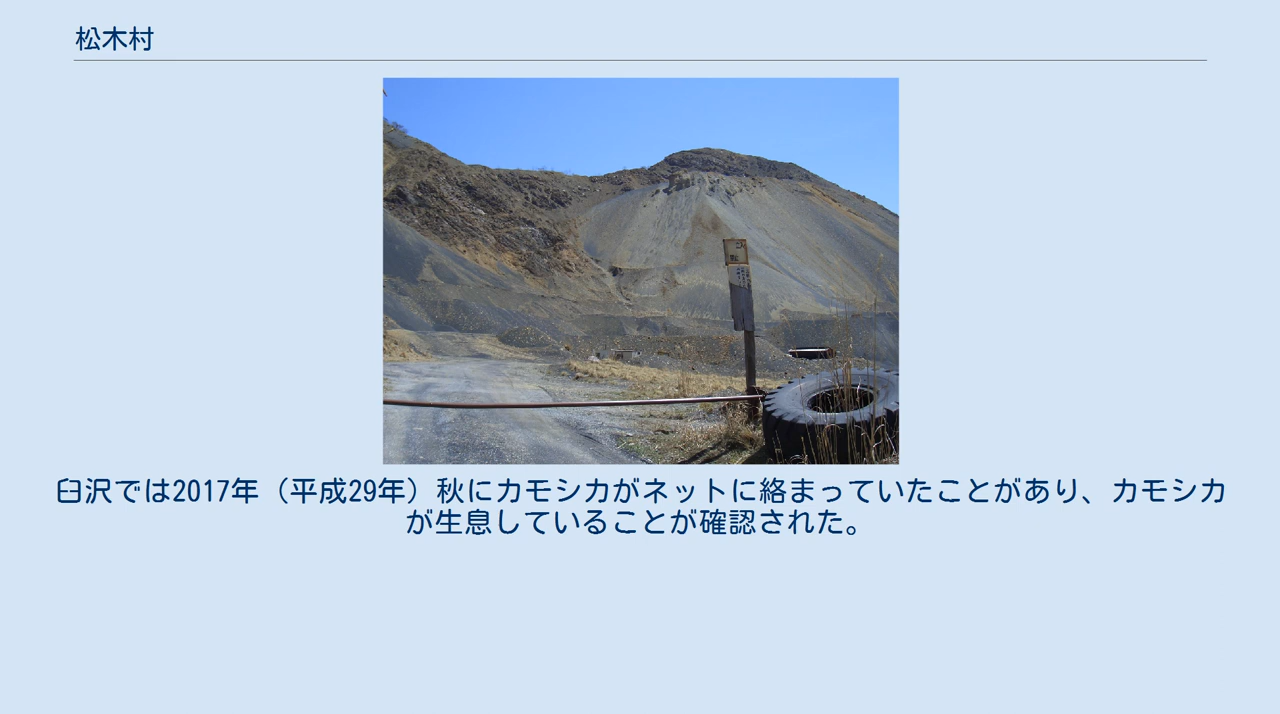 松木村
臼沢では2017年（平成29年）秋にカモシカがネットに絡まっていたことがあり、カモシカ
が生息していることが確認された。